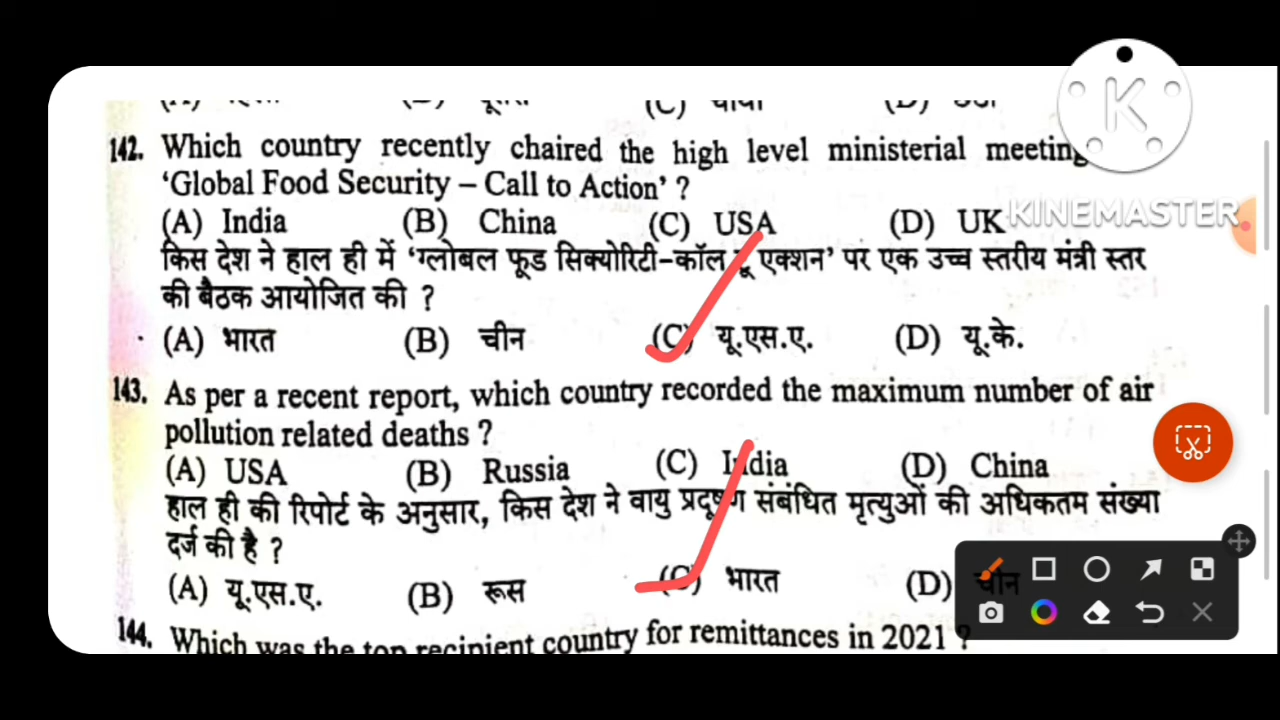 142. Which country recently chaired the high level ministerial meeting
'Global Food Security – Call to Action' ?
(A) India (B) China (C) USA (D) UK
किस देश ने हाल ही में 'ग्लोबल फूड सिक्योरिटी-कॉल टू एक्शन' पर एक उच्च स्तरीय मंत्री स्तर
की बैठक आयोजित की ?
(A) भारत (B) चीन (C) यू.एस.ए. (D) यू.के.
143. As per a recent report, which country recorded the maximum number of air
pollution related deaths ?
(A) USA (B) Russia (C) India (D) China
हाल ही की रिपोर्ट के अनुसार, किस देश ने वायु प्रदूषण संबंधित मृत्युओं की अधिकतम संख्या
दर्ज की है ?
(A) यू.एस.ए. (B) रूस (C) भारत (D) चीन
144. Which was the top recipient country for remittances in 2021 ?
K
KINEMASTER